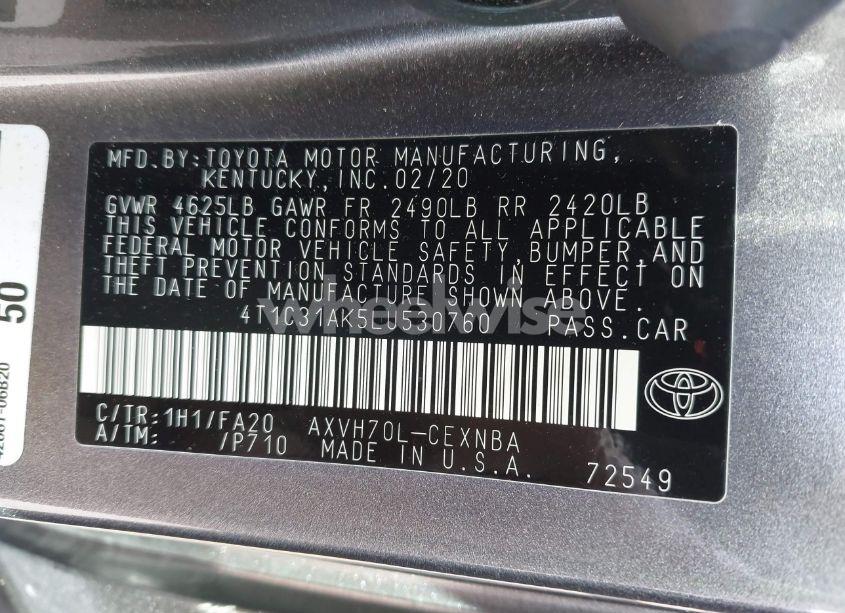 MFD.BY: TOYOTA MOTOR MANUFACTURING,
KENTUCKY, INC. 02/20
GVWR 4625LB GAWR FR 2490LB RR 2420LB
THIS VEHICLE CONFORMS TO ALL APPLICABLE
FEDERAL MOTOR VEHICLE SAFETY, BUMPER, AND
THEFT PREVENTION STANDARDS IN EFFECT ON
THE DATE OF MANUFACTURE SHOWN ABOVE.
PASS.CAR
wheelwise
C/TR: 1H1/FA20 AXVH70L-CEXNBA
A/TM: /P710 MADE IN U.S.A. 72549
50